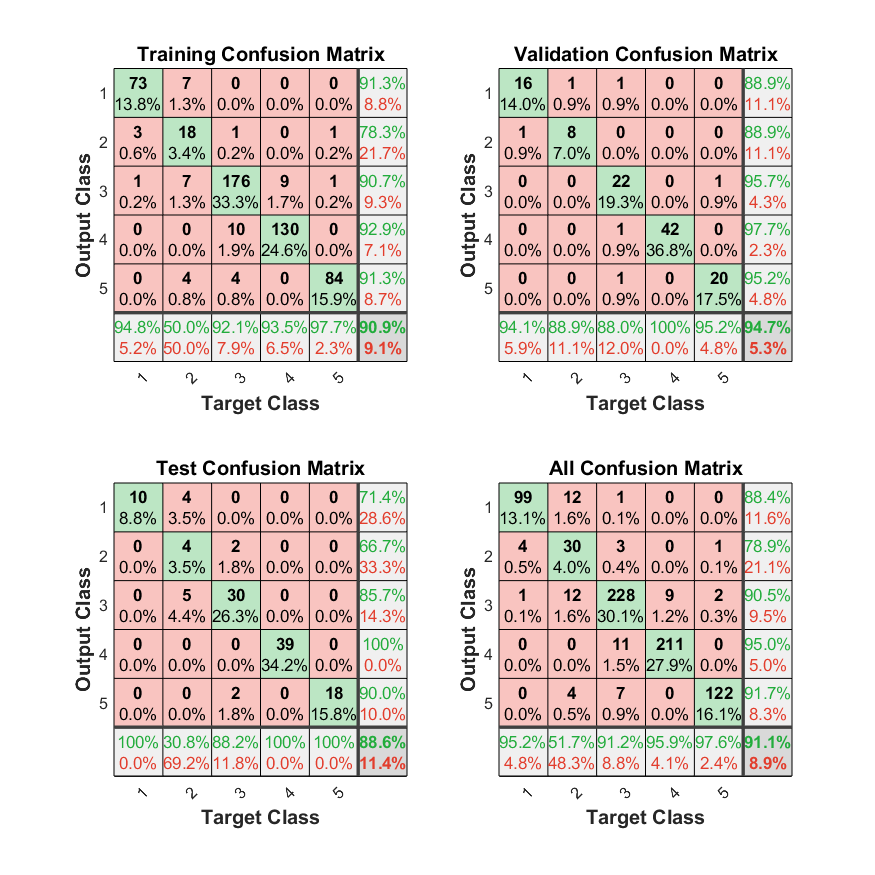 Training Confusion Matrix
1 73 7 0 0 0 91.3%
13.8% 1.3% 0.0% 0.0% 0.0% 8.8%
2 3 18 1 0 1 78.3%
0.6% 3.4% 0.2% 0.0% 0.2% 21.7%
3 1 7 176 9 1 90.7%
0.2% 1.3% 33.3% 1.7% 0.2% 9.3%
4 0 0 10 130 0 92.9%
0.0% 0.0% 1.9% 24.6% 0.0% 7.1%
5 0 4 4 0 84 91.3%
0.0% 0.8% 0.8% 0.0% 15.9% 8.7%
94.8% 50.0% 92.1% 93.5% 97.7% 90.9%
5.2% 50.0% 7.9% 6.5% 2.3% 9.1%
1 2 3 4 5
Target Class
Output Class
Validation Confusion Matrix
1 16 1 1 0 0 88.9%
14.0% 0.9% 0.9% 0.0% 0.0% 11.1%
2 1 8 0 0 0 88.9%
0.9% 7.0% 0.0% 0.0% 0.0% 11.1%
3 0 0 22 0 1 95.7%
0.0% 0.0% 19.3% 0.0% 0.9% 4.3%
4 0 0 1 42 0 97.7%
0.0% 0.0% 0.9% 36.8% 0.0% 2.3%
5 0 0 1 0 20 95.2%
0.0% 0.0% 0.9% 0.0% 17.5% 4.8%
94.1% 88.9% 88.0% 100% 95.2% 94.7%
5.9% 11.1% 12.0% 0.0% 4.8% 5.3%
1 2 3 4 5
Target Class
Output Class
Test Confusion Matrix
1 10 4 0 0 0 71.4%
8.8% 3.5% 0.0% 0.0% 0.0% 28.6%
2 0 4 2 0 0 66.7%
0.0% 3.5% 1.8% 0.0% 0.0% 33.3%
3 0 5 30 0 0 85.7%
0.0% 4.4% 26.3% 0.0% 0.0% 14.3%
4 0 0 0 39 0 100%
0.0% 0.0% 0.0% 34.2% 0.0% 0.0%
5 0 0 2 0 18 90.0%
0.0% 0.0% 1.8% 0.0% 15.8% 10.0%
100% 30.8% 88.2% 100% 100% 88.6%
0.0% 69.2% 11.8% 0.0% 0.0% 11.4%
1 2 3 4 5
Target Class
Output Class
All Confusion Matrix
1 99 12 1 0 0 88.4%
13.1% 1.6% 0.1% 0.0% 0.0% 11.6%
2 4 30 3 0 1 78.9%
0.5% 4.0% 0.4% 0.0% 0.1% 21.1%
3 1 12 228 9 2 90.5%
0.1% 1.6% 30.1% 1.2% 0.3% 9.5%
4 0 0 11 211 0 95.0%
0.0% 0.0% 1.5% 27.9% 0.0% 5.0%
5 0 4 7 0 122 91.7%
0.0% 0.5% 0.9% 0.0% 16.1% 8.3%
95.2% 51.7% 91.2% 95.9% 97.6% 91.1%
4.8% 48.3% 8.8% 4.1% 2.4% 8.9%
1 2 3 4 5
Target Class
Output Class